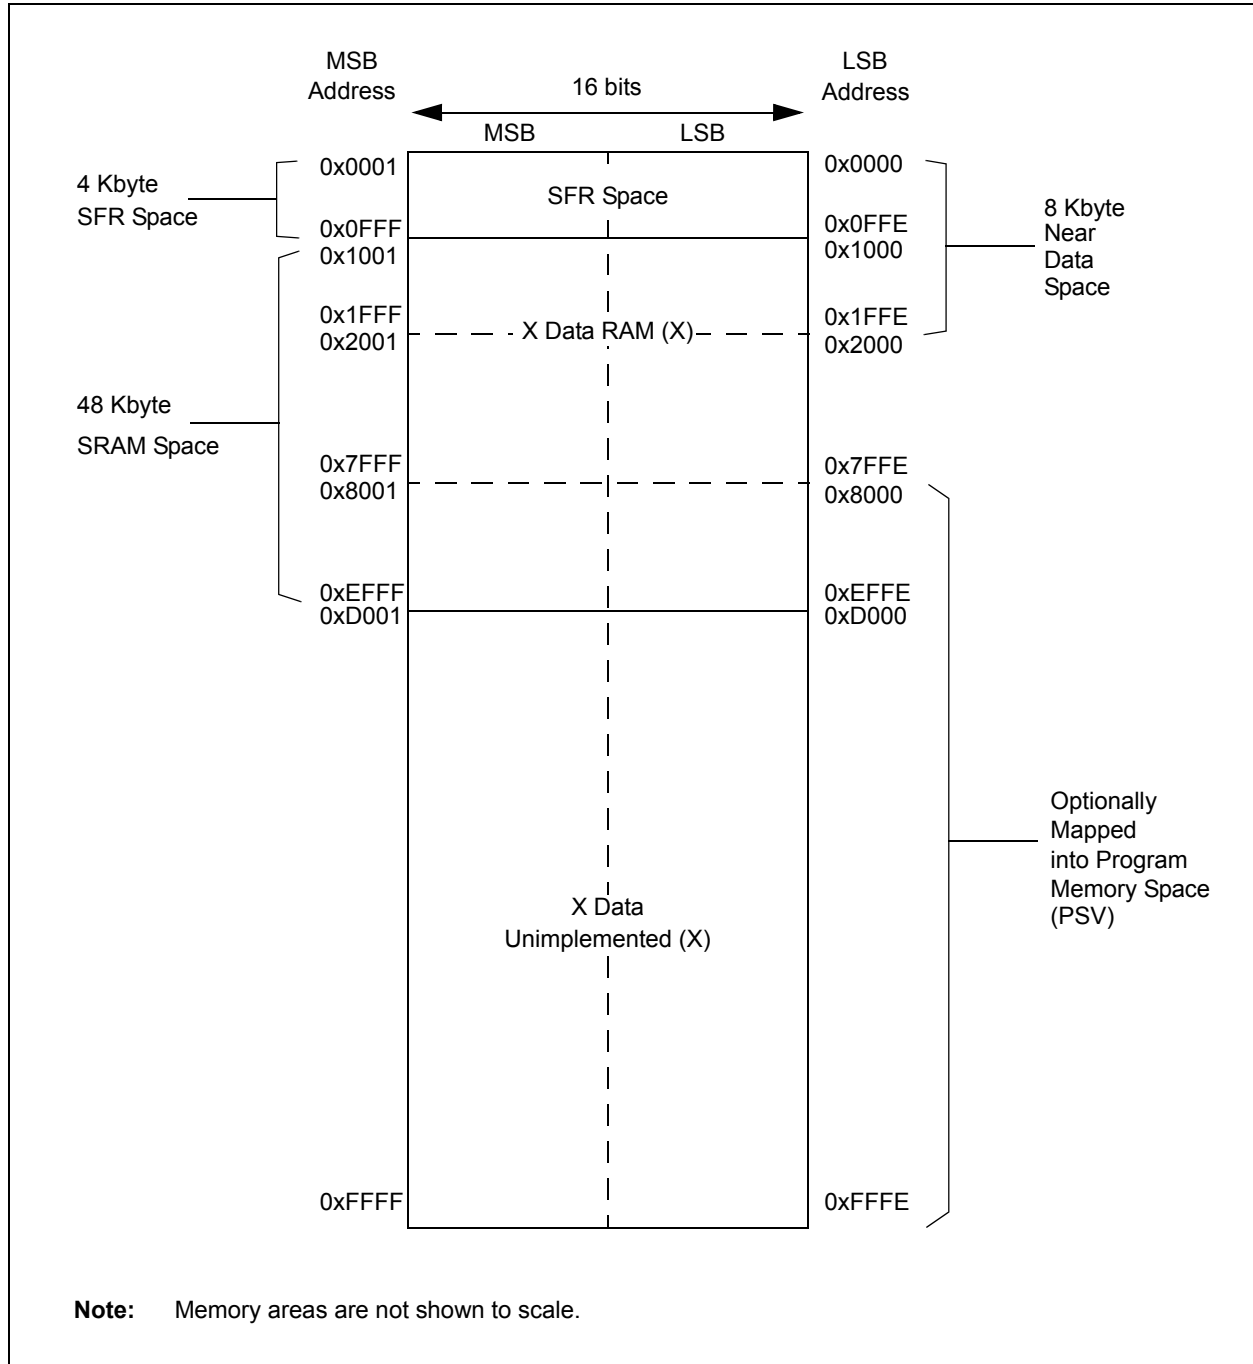 MSB
Address
16 bits
LSB
Address
MSB
LSB
4 Kbyte
SFR Space
0x0001
0x0FFF
0x1001
SFR Space
0x0000
0x0FFE
0x1000
8 Kbyte
Near
Data
Space
0x1FFF
0x2001
X Data RAM (X)
0x1FFE
0x2000
48 Kbyte
SRAM Space
0x7FFF
0x8001
0x7FFE
0x8000
0xEFFF
0xD001
0xEFFE
0xD000
Optionally
Mapped
into Program
Memory Space
(PSV)
X Data
Unimplemented (X)
0xFFFF
0xFFFE
Note: Memory areas are not shown to scale.